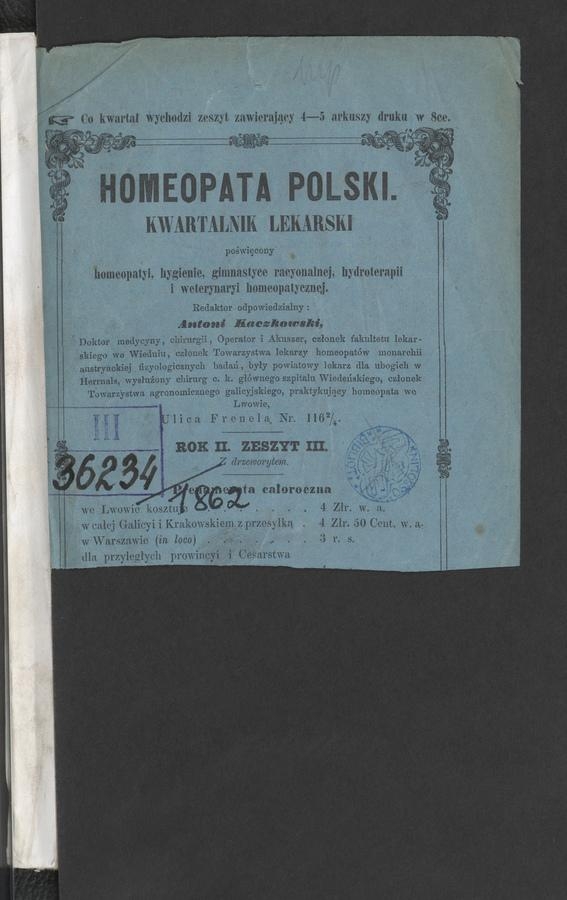 Co kwartał wychodzi zeszyt zawierający 4—5 arkuszy druku w 8ce.
HOMEOPATA POLSKI.
KWARTALNIK LEKARSKI
poświęcony
homeopatyi, hygienie, gimnastyce racyonalnej, hydroterapii
i weterynaryi homeopatycznej.
Redaktor odpowiedzialny:
Antoni Kaczkowski,
Doktor medycyny, chirurgii, Operator i Akuszer, członek fakultetu lekar-
skiego we Wiedniu, członek Towarzystwa lekarzy homeopatów monarchii
austryackiej fizyologicznych badań, były powiatowy lekarz dla ubogich w
Herrnals, wysłużony chirurg c. k. głównego szpitalu Wiedeńskiego, członek
Towarzystwa agronomicznego galicyjskiego, praktykujący homeopata we
Lwowie,
Ulica Frenela, Nr. 116 2/4.
III
36234
ROK II. ZESZYT III.
Z drzeworytem.
1862
Prenumerata całoroczna
we Lwowie kosztuje . . . . . 4 Złr. w. a.
w całej Galicyi i Krakowskiem z przesyłką . 4 Złr. 50 Cent. w. a.
w Warszawie (in loco) . . . . . 3 r. s.
dla przyległych prowincyi i Cesarstwa